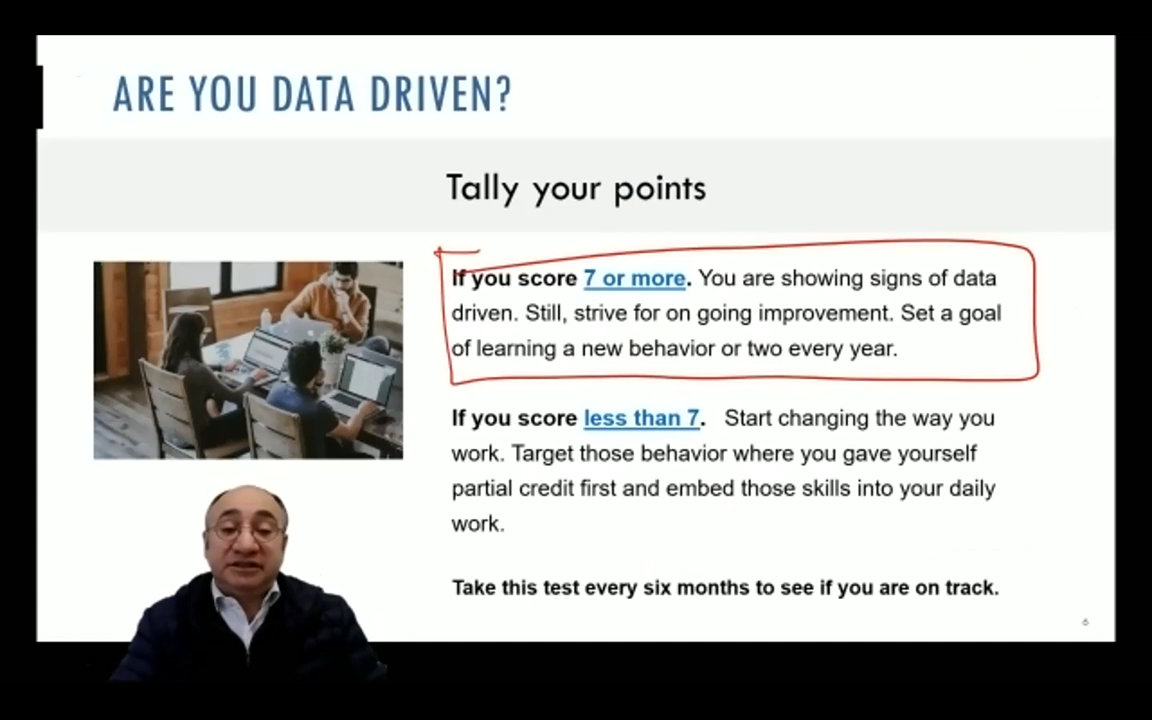 ARE YOU DATA DRIVEN?
Tally your points
If you score 7 or more. You are showing signs of data
driven. Still, strive for on going improvement. Set a goal
of learning a new behavior or two every year.
If you score less than 7. Start changing the way you
work. Target those behavior where you gave yourself
partial credit first and embed those skills into your daily
work.
Take this test every six months to see if you are on track.
6